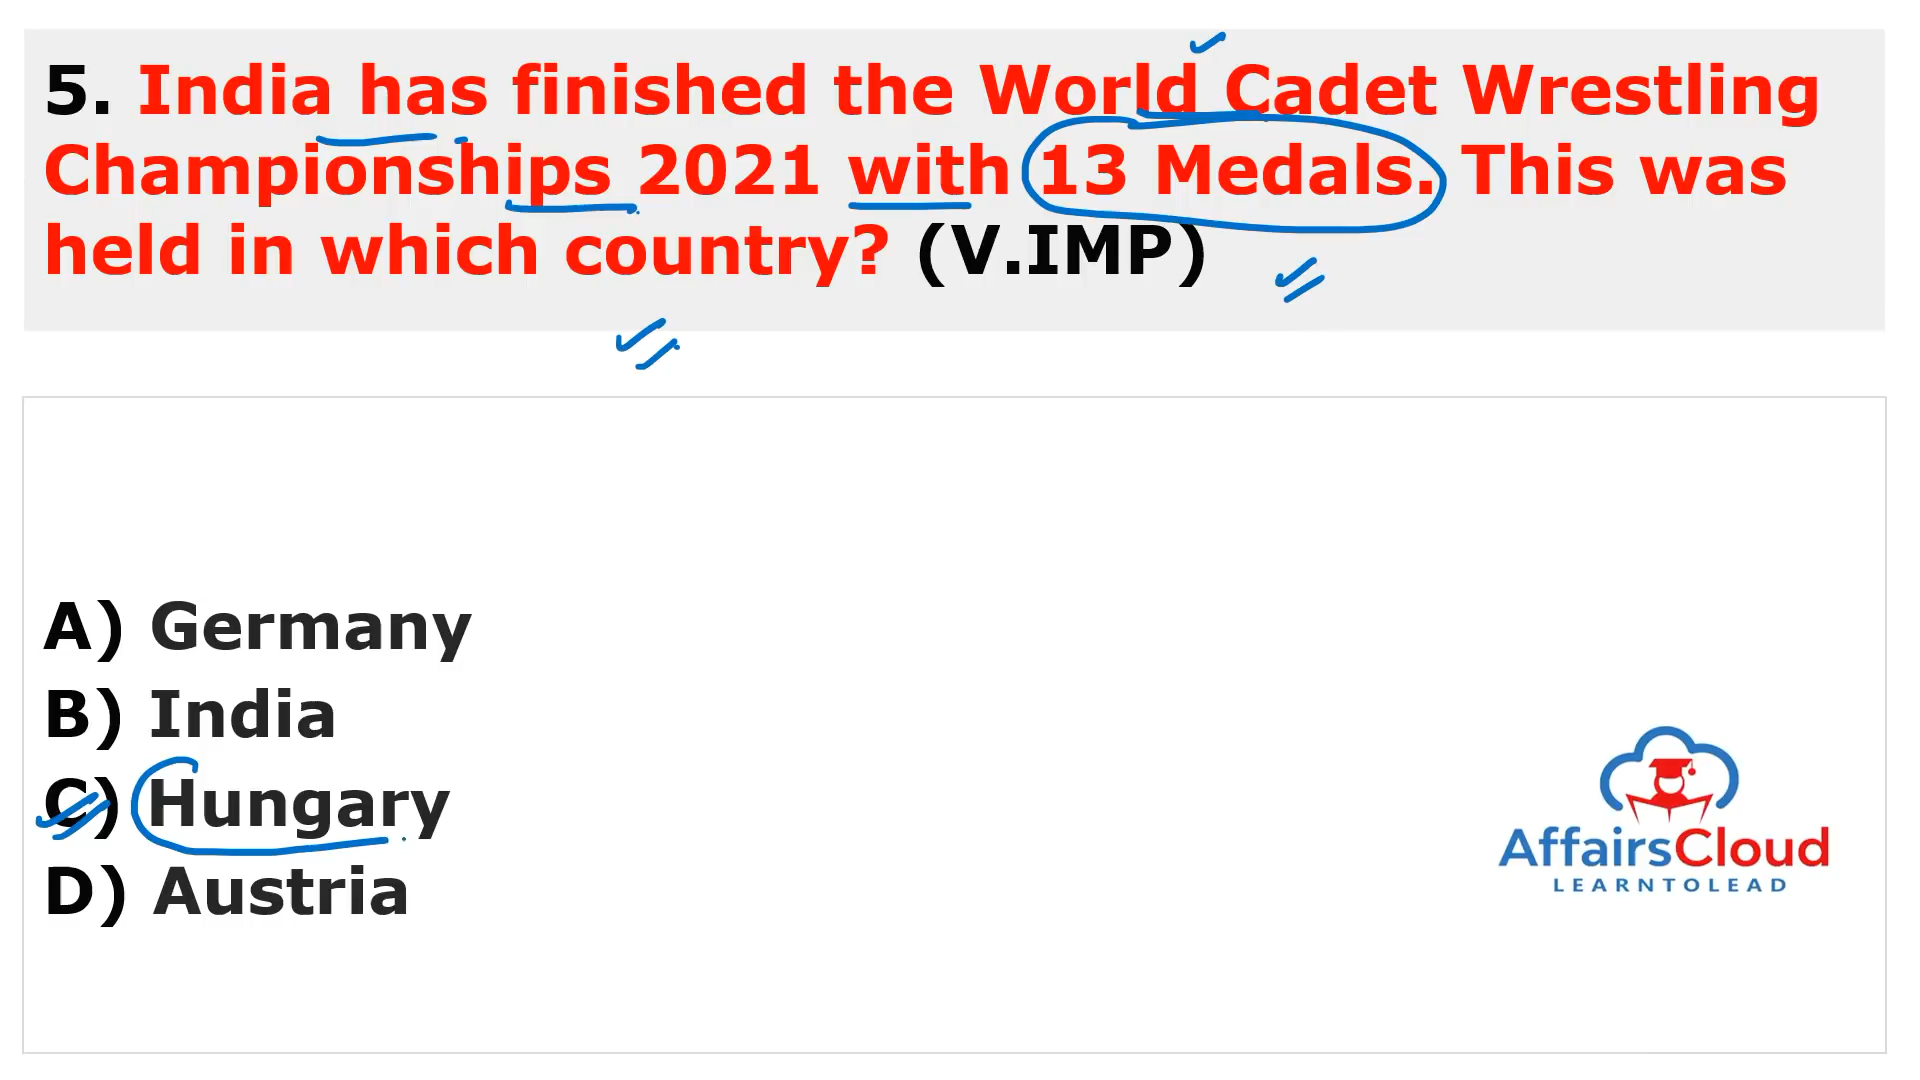 5. India has finished the World Cadet Wrestling
Championships 2021 with 13 Medals. This was
held in which country? (V.IMP)
A) Germany
B) India
C) Hungary
D) Austria
AffairsCloud
LEARNTOLEAD